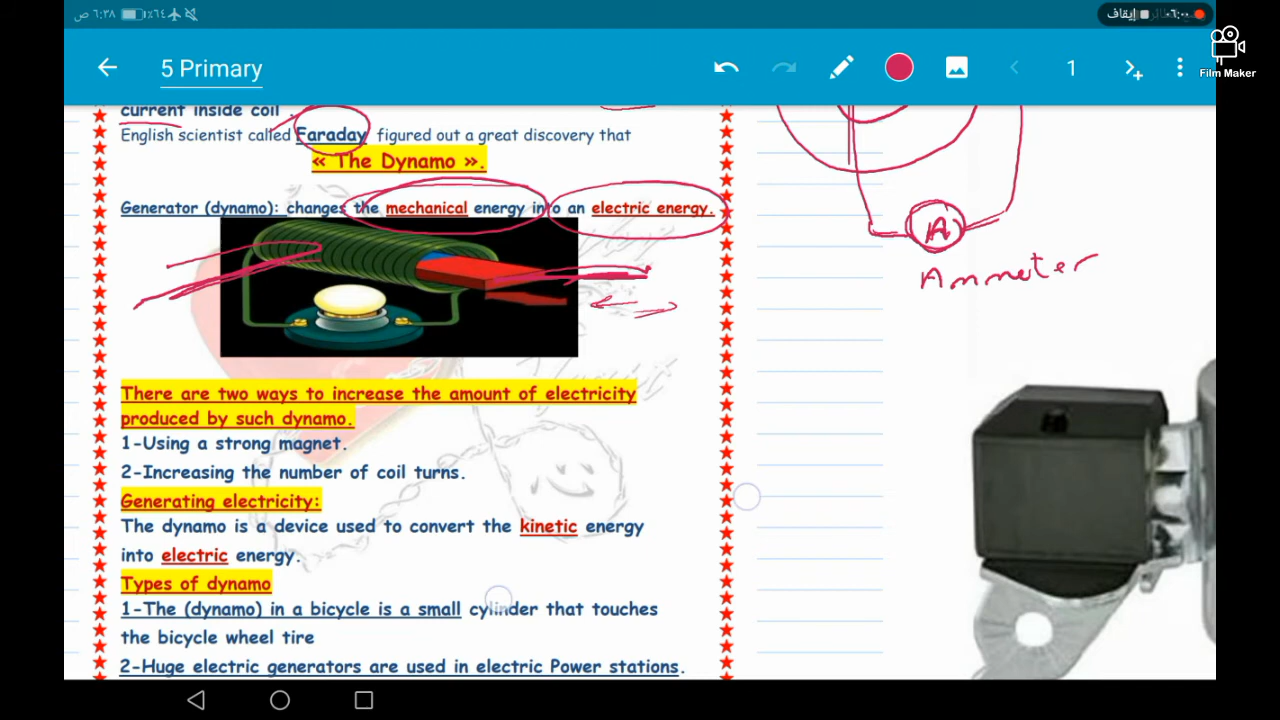 ص ٦:٣٨ ٪٦٤
إيقاف ٠٦:٠٠
5 Primary
1
Film Maker
current inside coil .
English scientist called Faraday figured out a great discovery that
« The Dynamo ».
Generator (dynamo): changes the mechanical energy into an electric energy.
A
Ammeter
There are two ways to increase the amount of electricity
produced by such dynamo.
1-Using a strong magnet.
2-Increasing the number of coil turns.
Generating electricity:
The dynamo is a device used to convert the kinetic energy
into electric energy.
Types of dynamo
1-The (dynamo) in a bicycle is a small cylinder that touches
the bicycle wheel tire
2-Huge electric generators are used in electric Power stations.